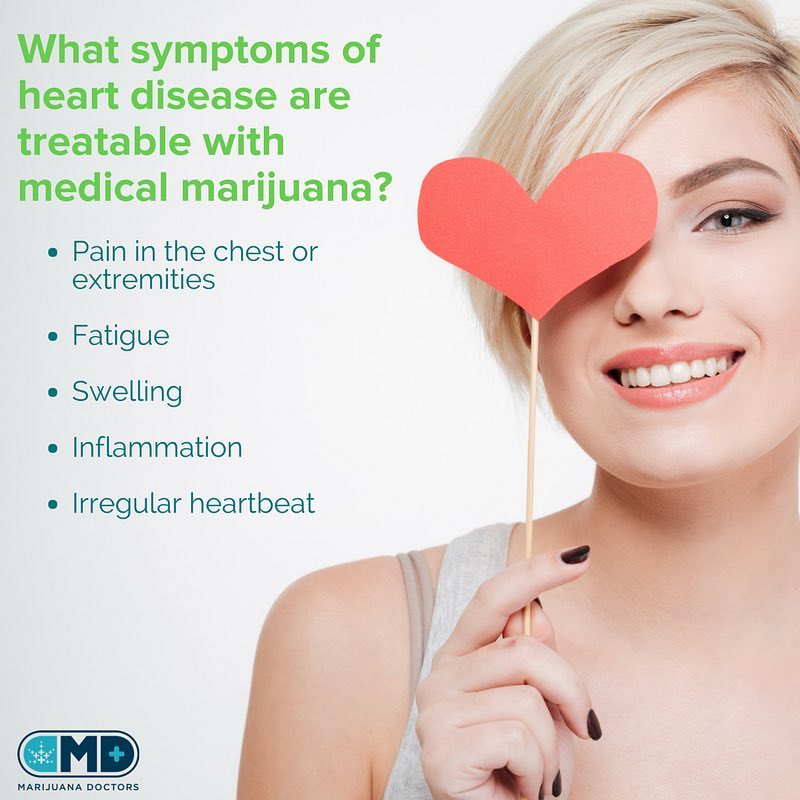 What symptoms of
heart disease are
treatable with
medical marijuana?
• Pain in the chest or
extremities
• Fatigue
• Swelling
• Inflammation
• Irregular heartbeat
MD
MARIJUANA DOCTORS